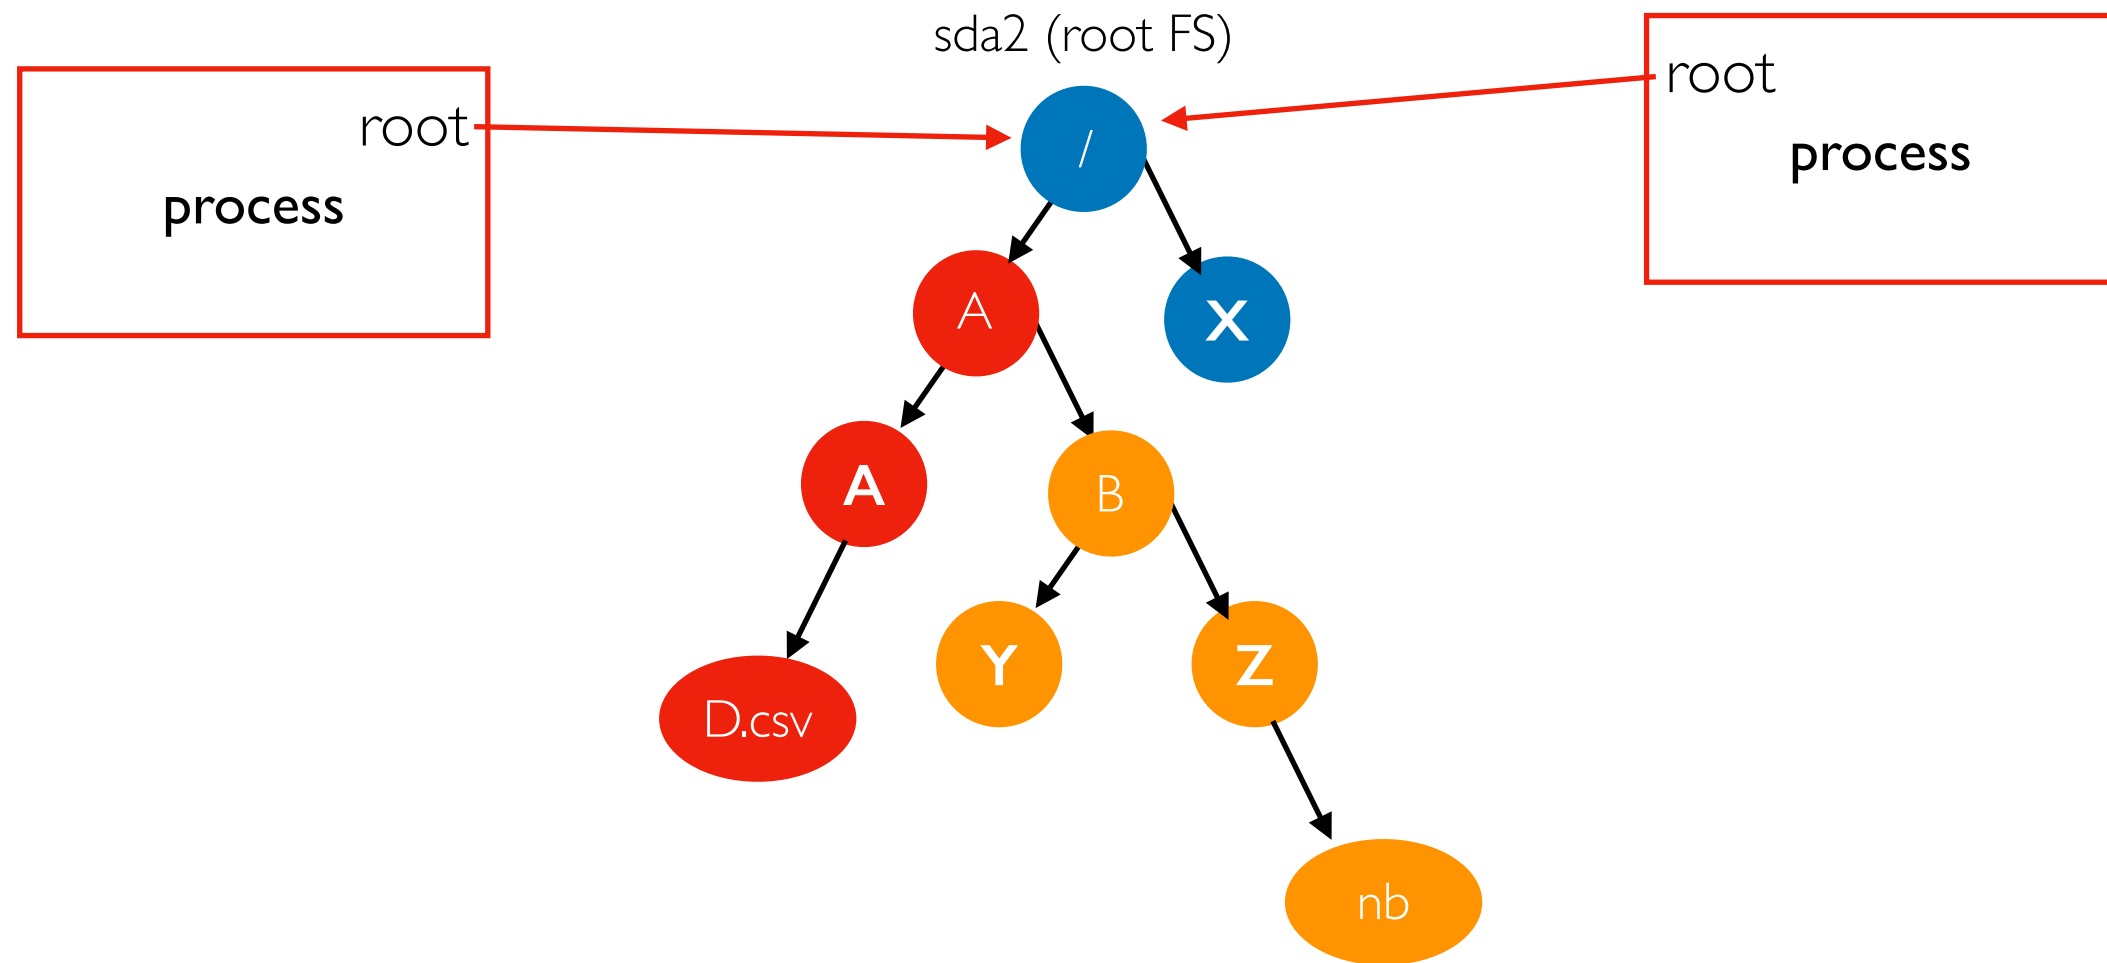 sda2 (root FS)
root
process
root
process
/
A
X
A
B
Y
Z
D.csv
nb